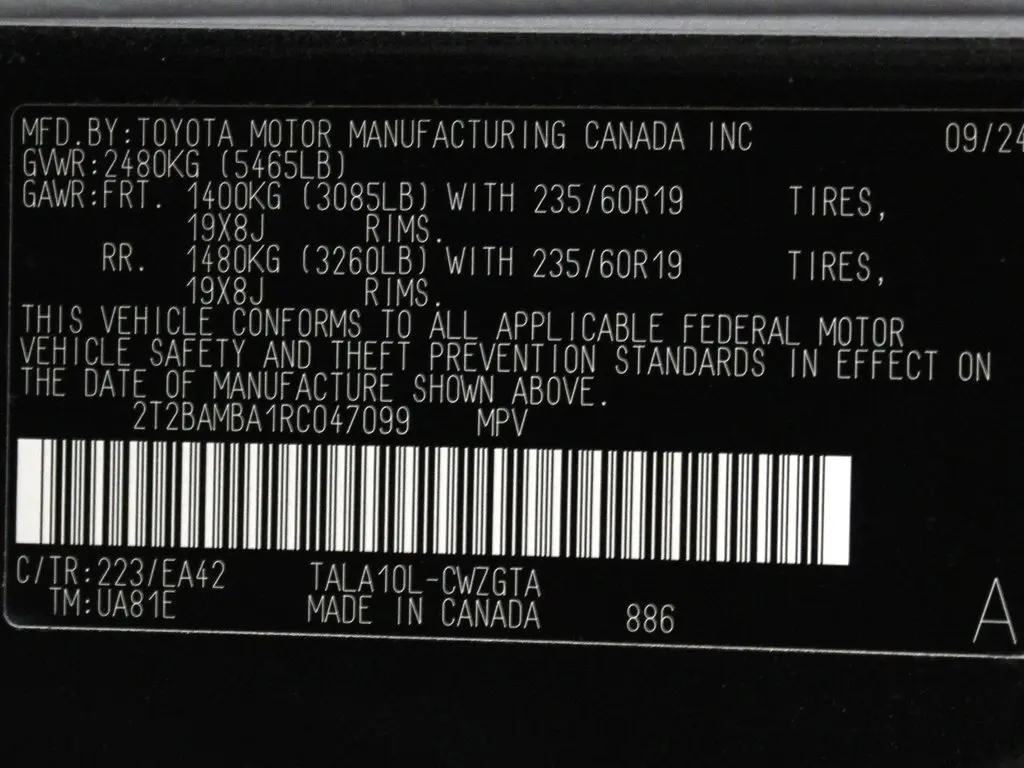 MFD.BY:TOYOTA MOTOR MANUFACTURING CANADA INC 09/24
GVWR:2480KG (5465LB)
GAWR:FRT. 1400KG (3085LB) WITH 235/60R19 TIRES,
19X8J RIMS.
RR. 1480KG (3260LB) WITH 235/60R19 TIRES,
19X8J RIMS.
THIS VEHICLE CONFORMS TO ALL APPLICABLE FEDERAL MOTOR
VEHICLE SAFETY AND THEFT PREVENTION STANDARDS IN EFFECT ON
THE DATE OF MANUFACTURE SHOWN ABOVE.
2T2BAMBA1RC047099 MPV
C/TR:223/EA42 TALA10L-CWZGTA
TM:UA81E MADE IN CANADA 886 A